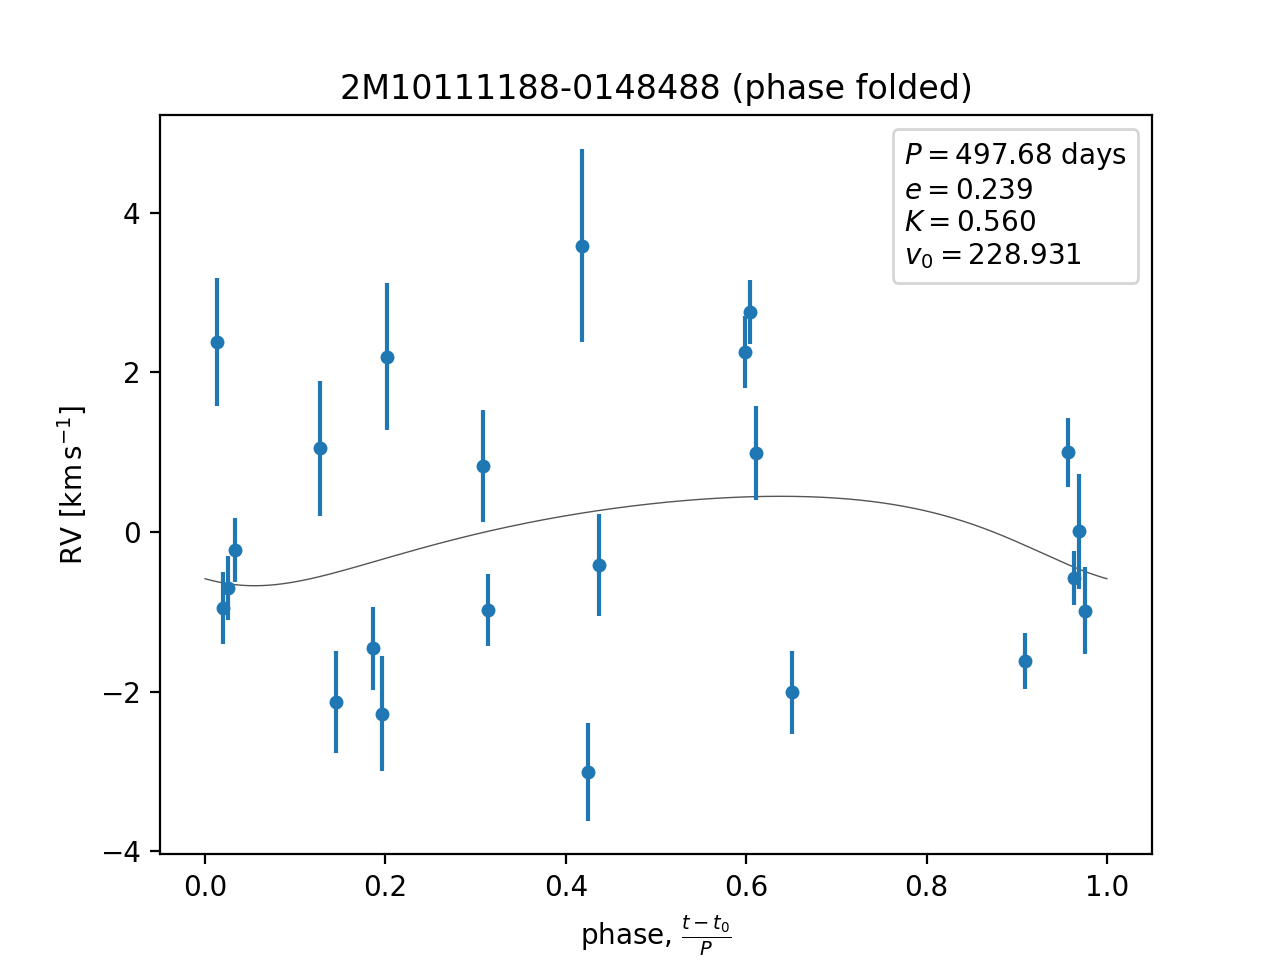 2M10111188-0148488 (phase folded)
P = 497.68 days
e = 0.239
K = 0.560
v₀ = 228.931
4
2
0
−2
−4
RV [km s⁻¹]
0.0 0.2 0.4 0.6 0.8 1.0
phase, (t − t₀)/P